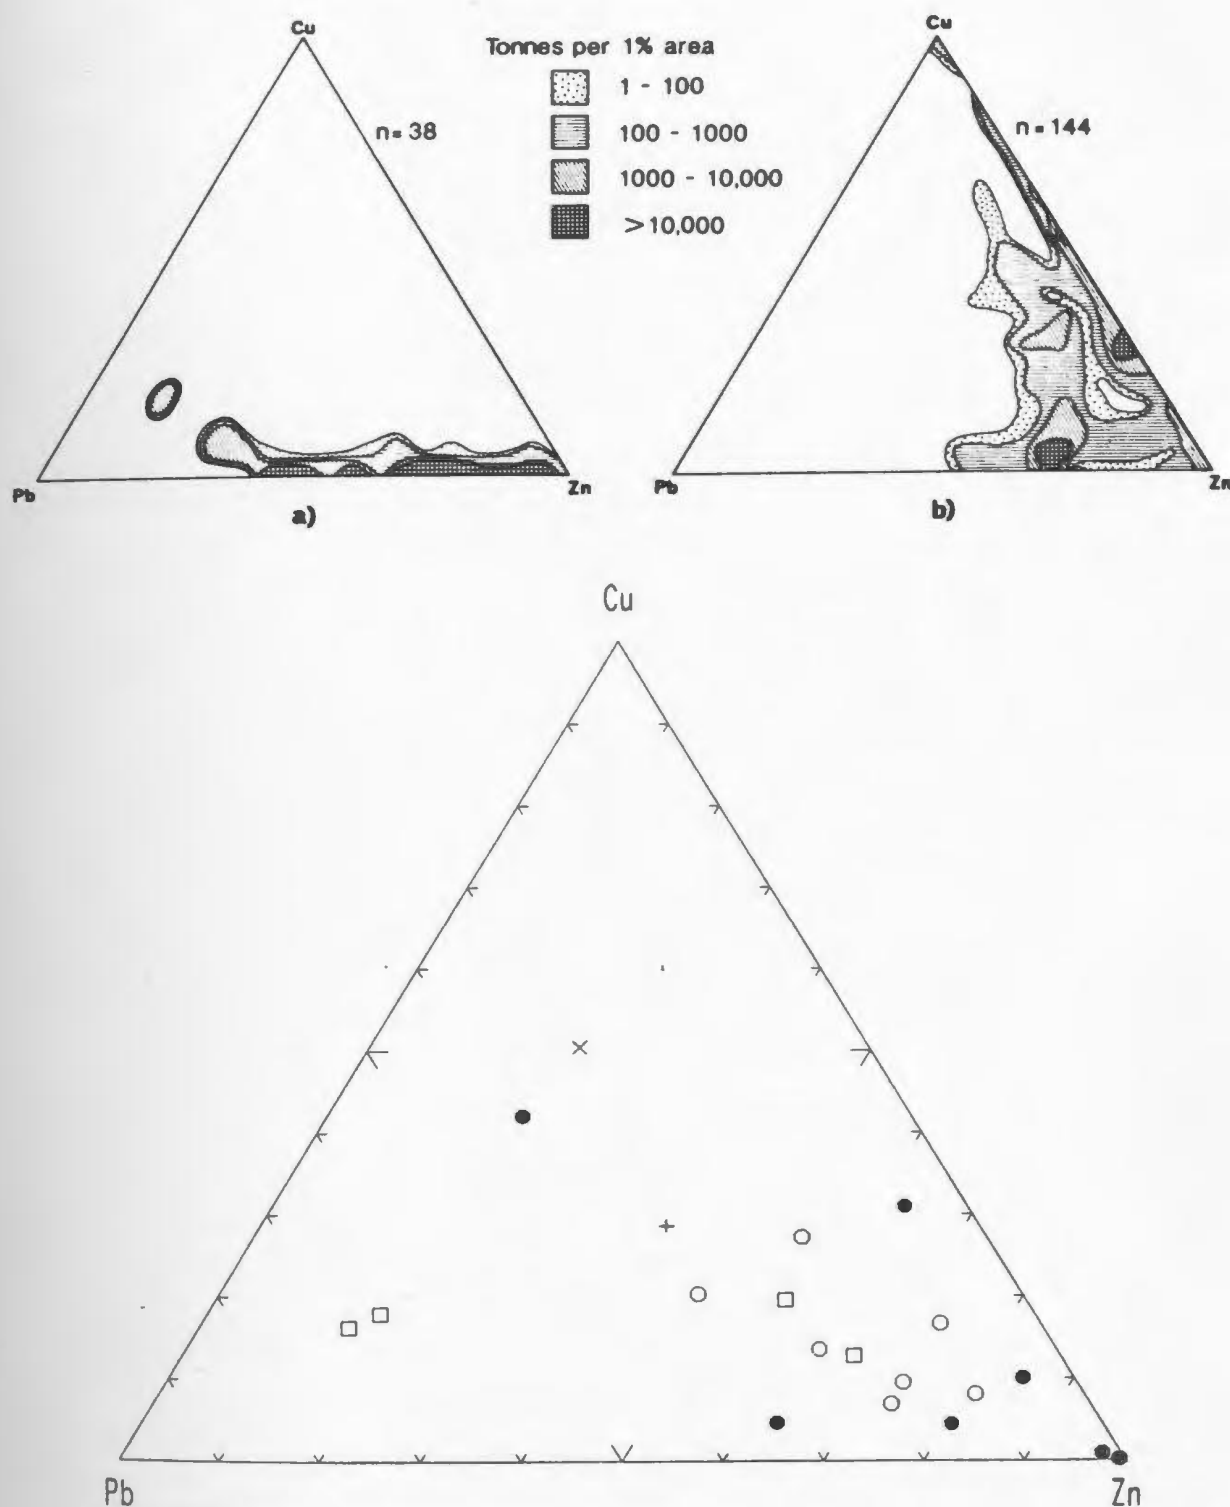 Cu
n= 38
Pb
Zn
a)
Tonnes per 1% area
1 - 100
100 - 1000
1000 - 10,000
>10,000
Cu
n= 144
Pb
Zn
b)
Cu
Pb
Zn